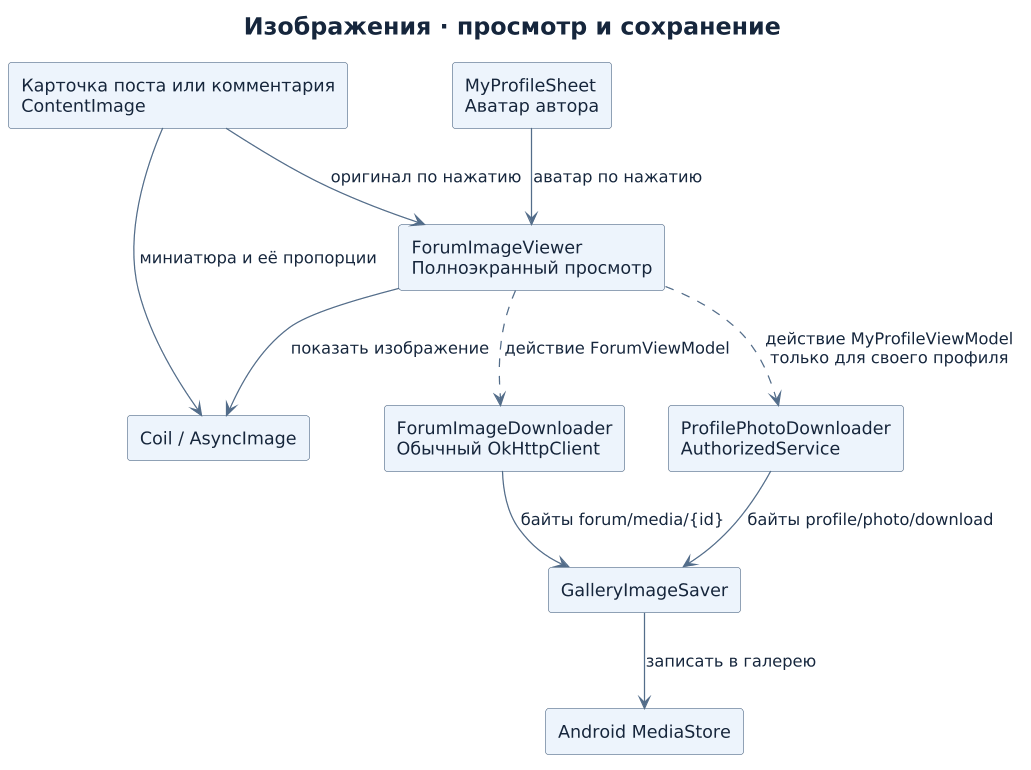 Изображения · просмотр и сохранение
Карточка поста или комментария
ContentImage
MyProfileSheet
Аватар автора
оригинал по нажатию
аватар по нажатию
миниатюра и её пропорции
ForumImageViewer
Полноэкранный просмотр
показать изображение
действие ForumViewModel
действие MyProfileViewModel
только для своего профиля
Coil / AsyncImage
ForumImageDownloader
Обычный OkHttpClient
ProfilePhotoDownloader
AuthorizedService
байты forum/media/{id}
байты profile/photo/download
GalleryImageSaver
записать в галерею
Android MediaStore